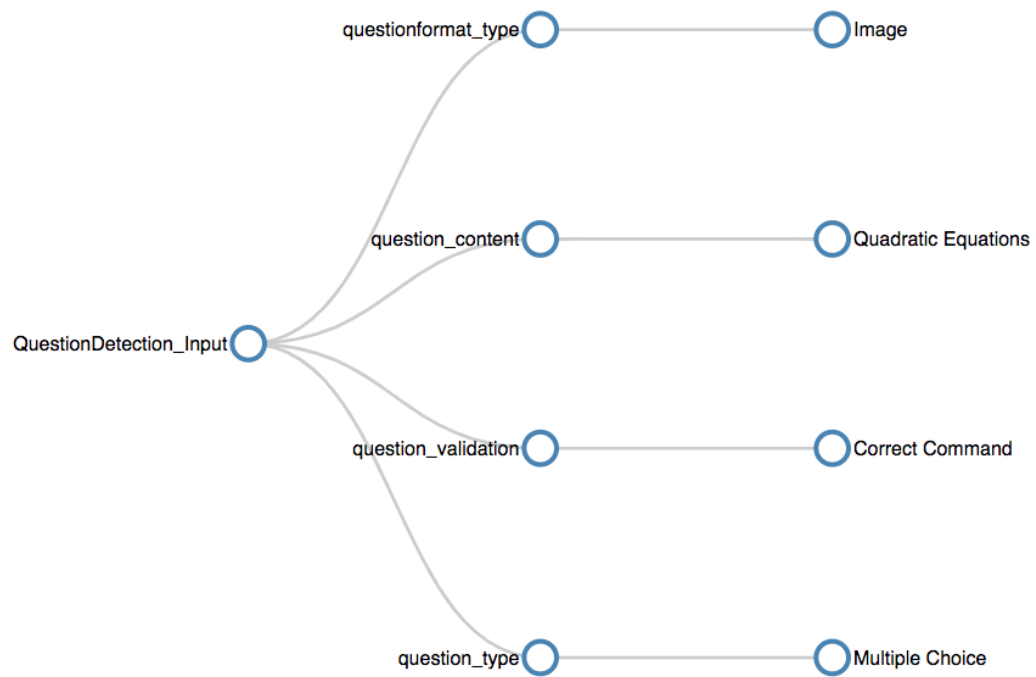 questionformat_type
Image
question_content
Quadratic Equations
QuestionDetection_Input
question_validation
Correct Command
question_type
Multiple Choice